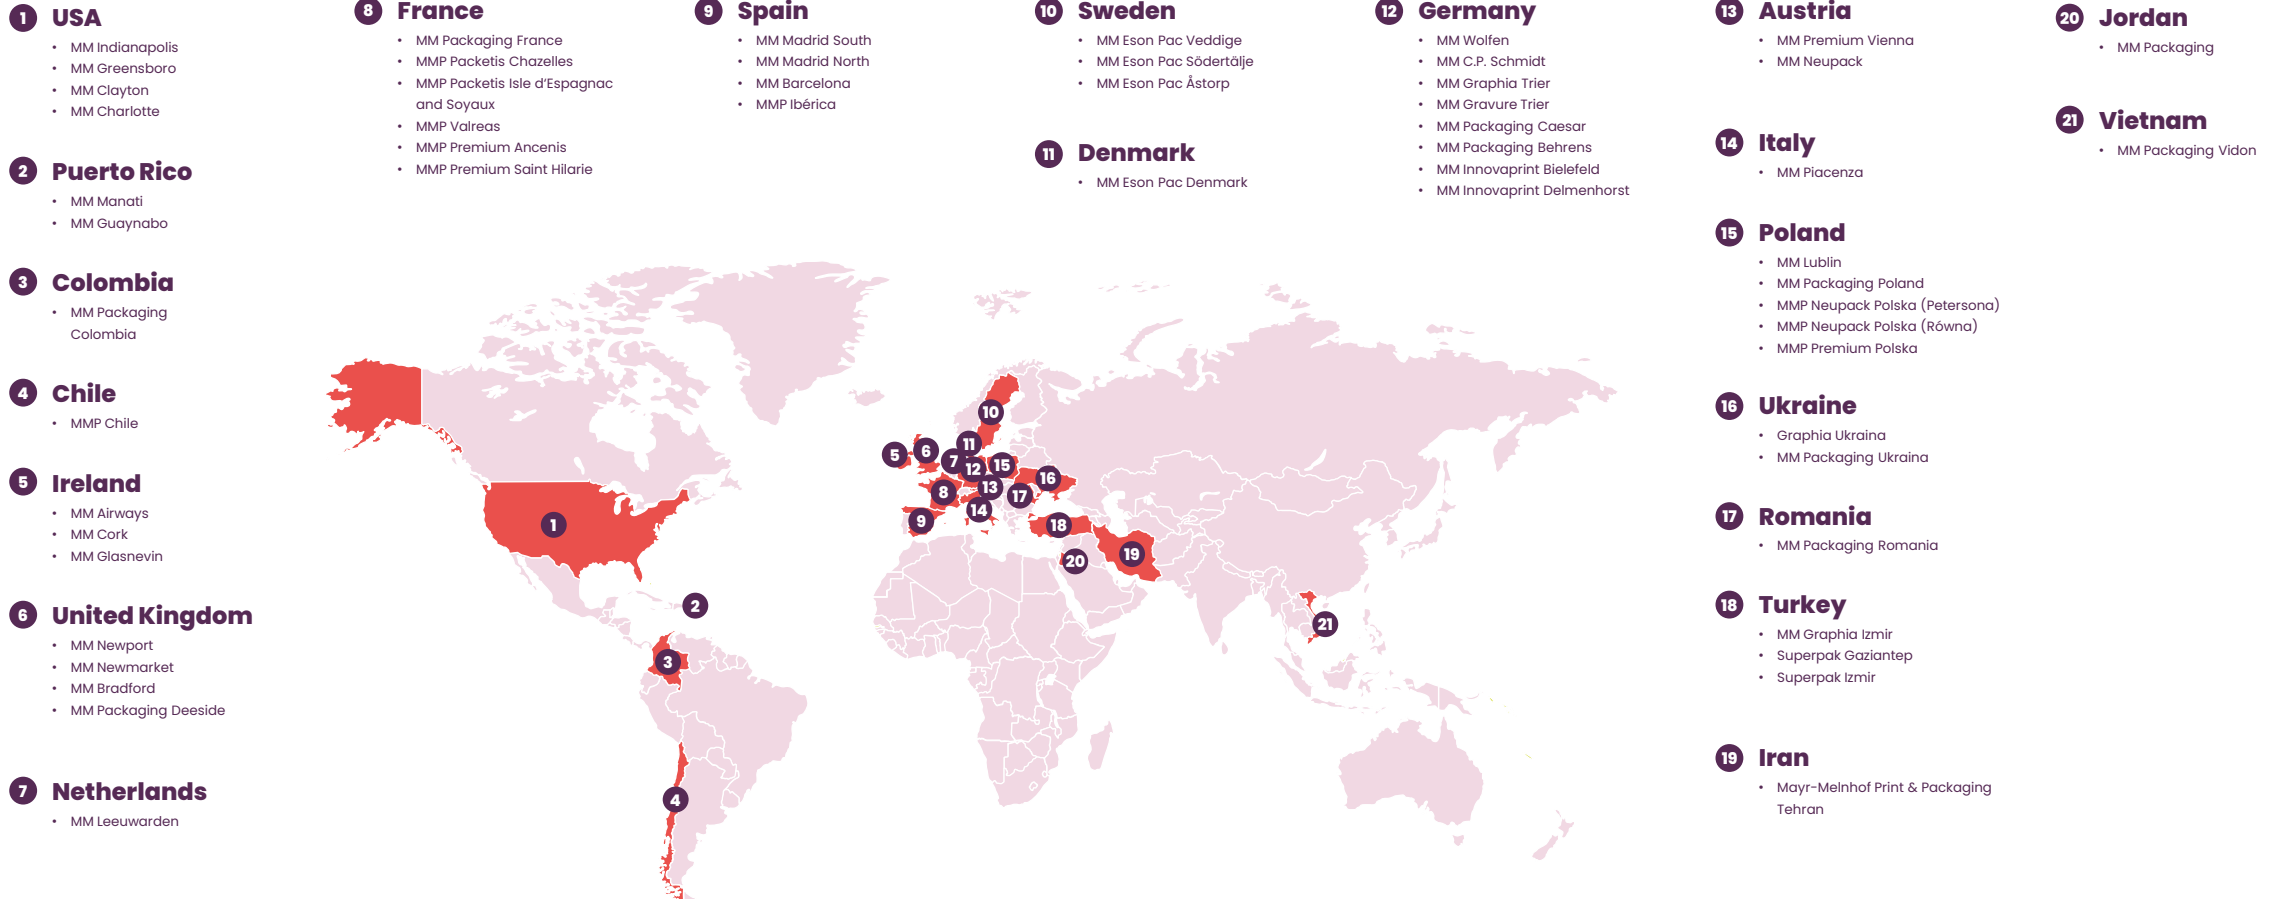 1 USA
• MM Indianapolis
• MM Greensboro
• MM Clayton
• MM Charlotte
2 Puerto Rico
• MM Manati
• MM Guaynabo
3 Colombia
• MM Packaging
Colombia
4 Chile
• MMP Chile
5 Ireland
• MM Airways
• MM Cork
• MM Glasnevin
6 United Kingdom
• MM Newport
• MM Newmarket
• MM Bradford
• MM Packaging Deeside
7 Netherlands
• MM Leeuwarden
8 France
• MM Packaging France
• MMP Packetis Chazelles
• MMP Packetis Isle d’Espagnac
and Soyaux
• MMP Valreas
• MMP Premium Ancenis
• MMP Premium Saint Hilarie
9 Spain
• MM Madrid South
• MM Madrid North
• MM Barcelona
• MMP Ibérica
10 Sweden
• MM Eson Pac Veddige
• MM Eson Pac Södertälje
• MM Eson Pac Åstorp
11 Denmark
• MM Eson Pac Denmark
12 Germany
• MM Wolfen
• MM C.P. Schmidt
• MM Graphia Trier
• MM Gravure Trier
• MM Packaging Caesar
• MM Packaging Behrens
• MM Innovaprint Bielefeld
• MM Innovaprint Delmenhorst
13 Austria
• MM Premium Vienna
• MM Neupack
14 Italy
• MM Piacenza
15 Poland
• MM Lublin
• MM Packaging Poland
• MMP Neupack Polska (Petersona)
• MMP Neupack Polska (Równa)
• MMP Premium Polska
16 Ukraine
• Graphia Ukraina
• MM Packaging Ukraina
17 Romania
• MM Packaging Romania
18 Turkey
• MM Graphia Izmir
• Superpak Gaziantep
• Superpak Izmir
19 Iran
• Mayr-Melnhof Print & Packaging
Tehran
20 Jordan
• MM Packaging
21 Vietnam
• MM Packaging Vidon
10
11
5
6
7
12
15
16
8
13
17
14
9
1
18
19
20
2
21
3
4